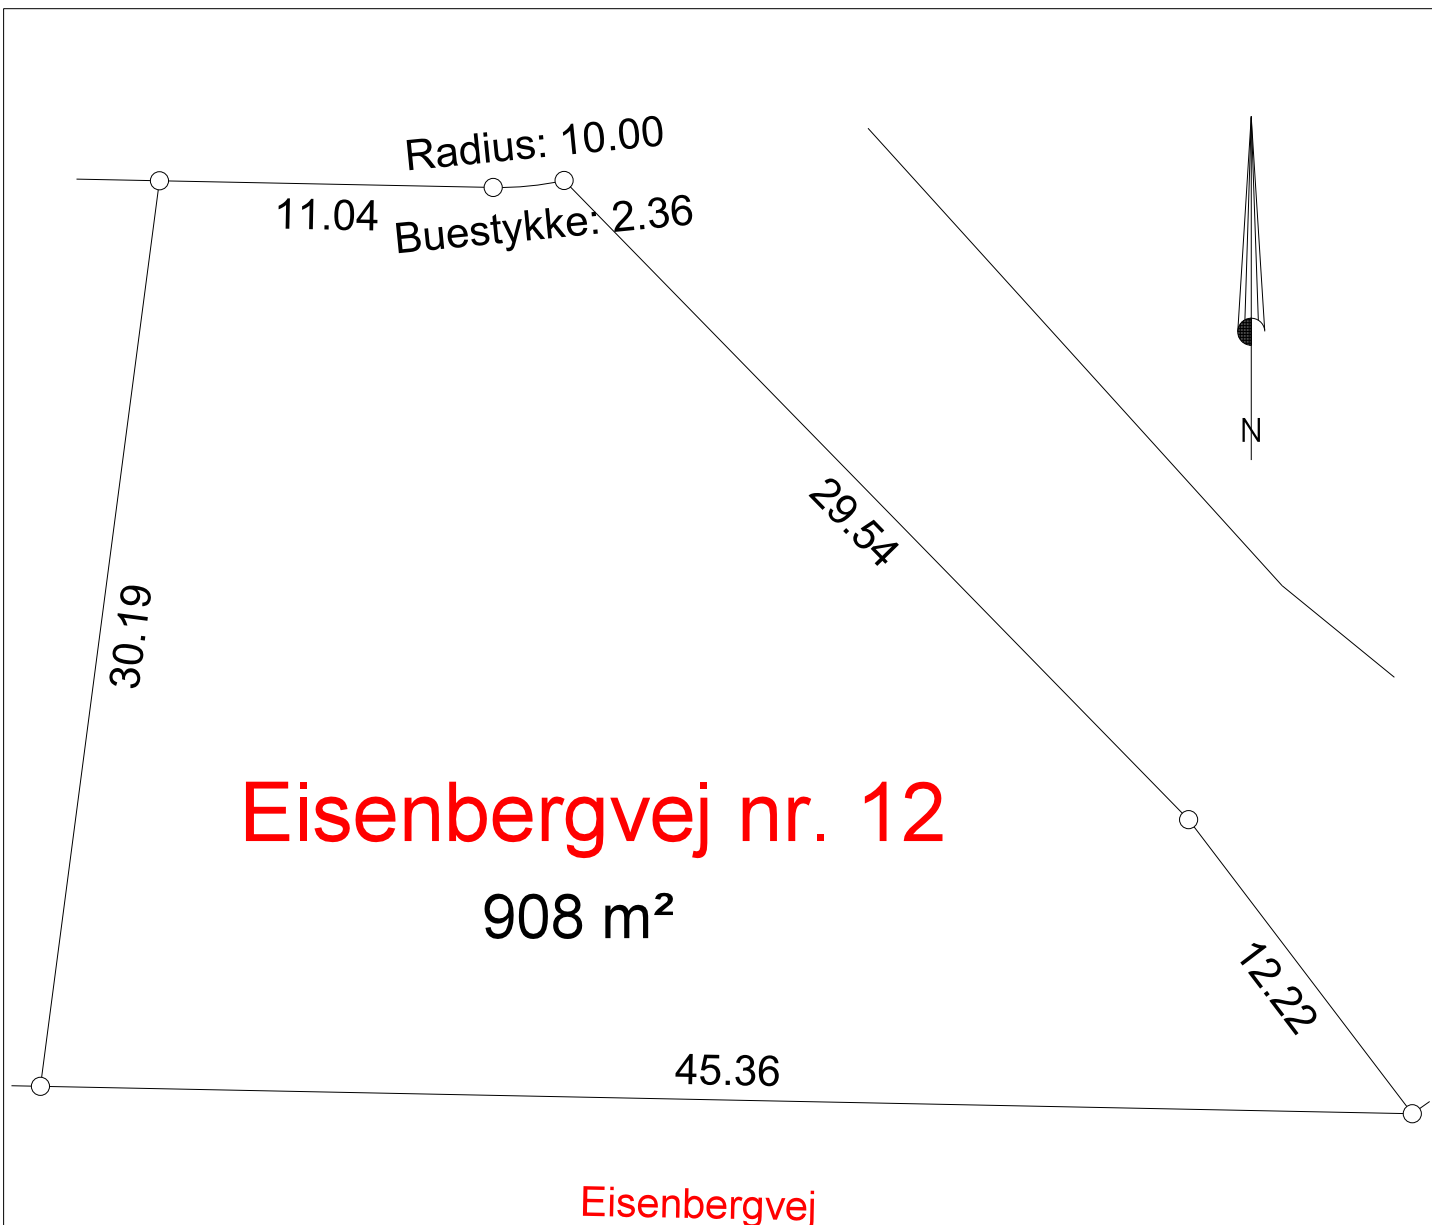 Radius: 10.00
11.04
Buestykke: 2.36
N
29.54
30.19
Eisenbergvej nr. 12
908 m²
12.22
45.36
Eisenbergvej